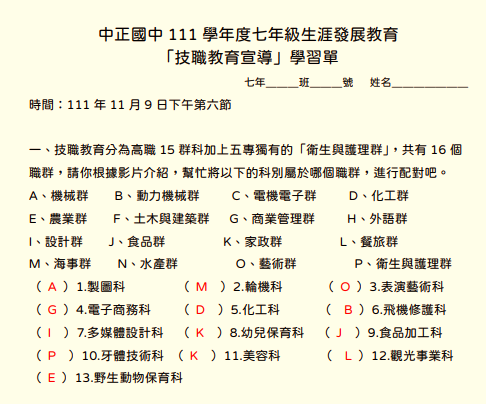 中正國中 111 學年度七年級生涯發展教育
「技職教育宣導」學習單
七年______班______號 姓名______________
時間：111 年 11 月 9 日下午第六節
一、技職教育分為高職 15 群科加上五專獨有的「衛生與護理群」，共有 16 個
職群，請你根據影片介紹，幫忙將以下的科別屬於哪個職群，進行配對吧。
A、機械群 B、動力機械群 C、電機電子群 D、化工群
E、農業群 F、土木與建築群 G、商業管理群 H、外語群
I、設計群 J、食品群 K、家政群 L、餐旅群
M、海事群 N、水產群 O、藝術群 P、衛生與護理群
（ A ）1.製圖科 （ M ）2.輪機科 （ O ）3.表演藝術科
（ G ）4.電子商務科 （ D ）5.化工科 （ B ）6.飛機修護科
（ I ）7.多媒體設計科 （ K ）8.幼兒保育科 （ J ）9.食品加工科
（ P ）10.牙體技術科 （ K ）11.美容科 （ L ）12.觀光事業科
（ E ）13.野生動物保育科